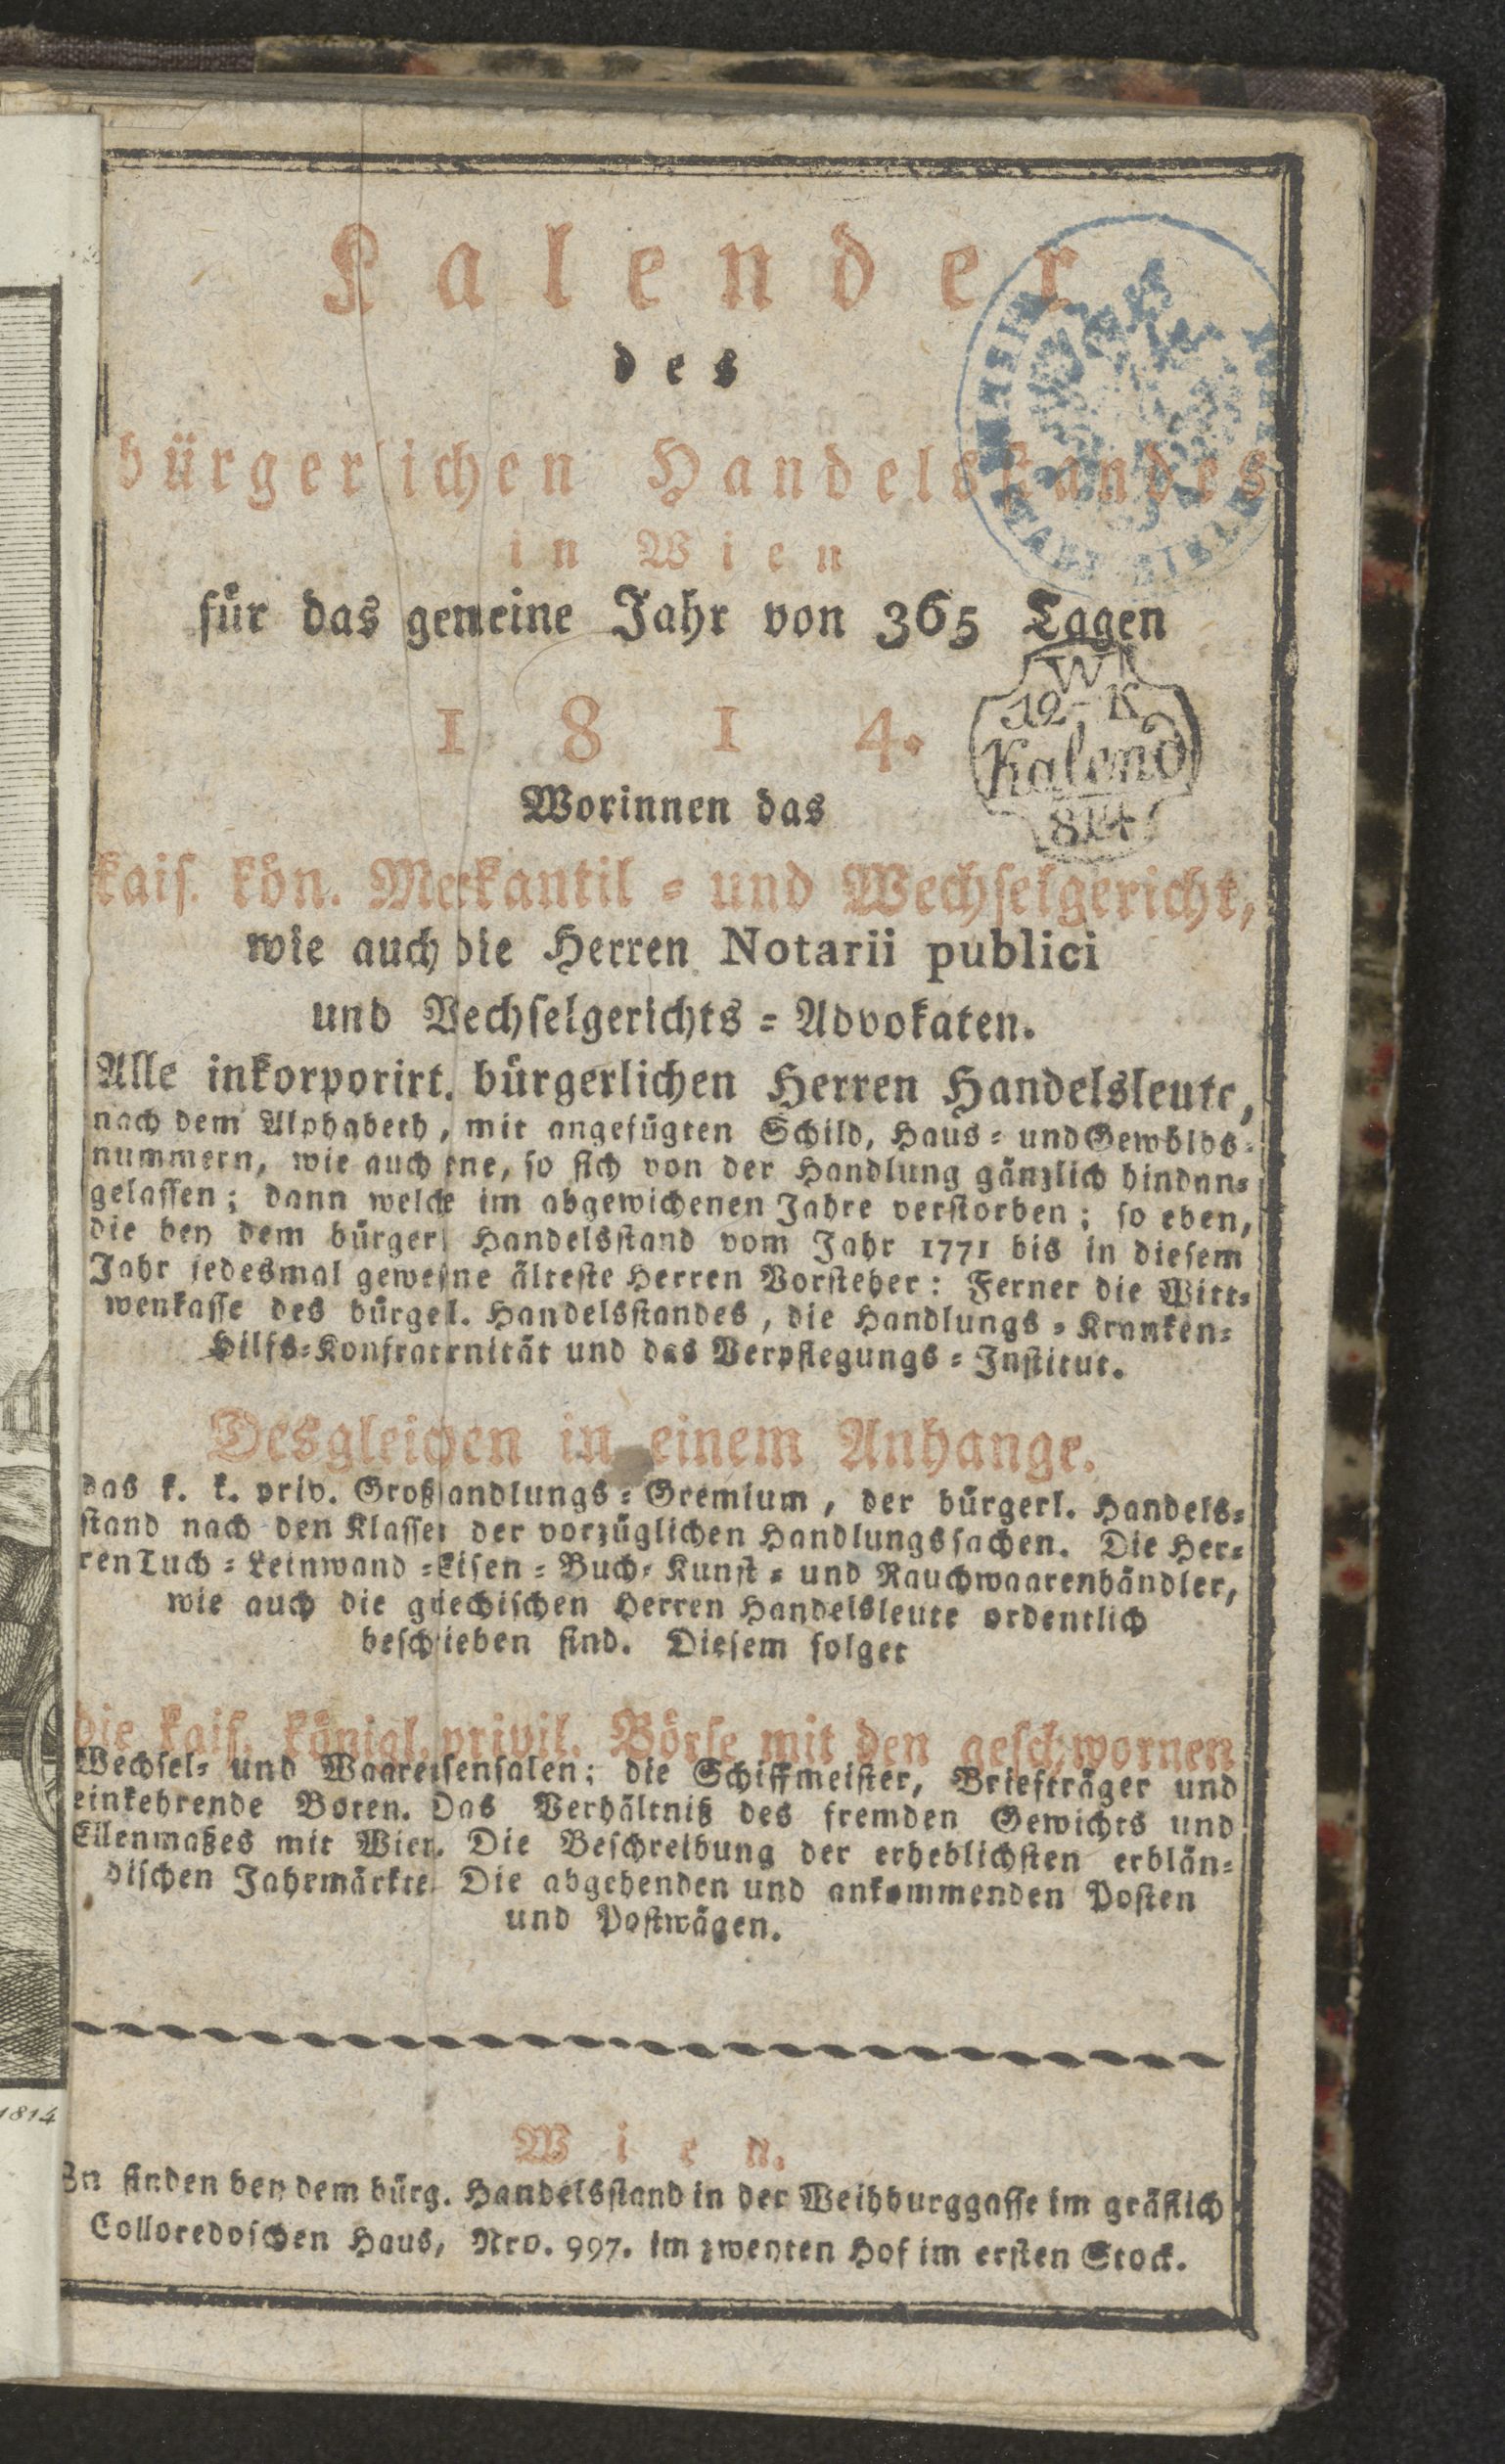 Kalender
des
bürgerlichen Handelsstandes
in Wien
für das gemeine Jahr von 365 Tagen
1814.
W
12-K
Kalend
814
Worinnen das
kais. kön. Merkantil- und Wechselgericht,
wie auch die Herren Notarii publici
und Wechselgerichts-Advokaten.
Alle inkorporirt. bürgerlichen Herren Handelsleute,
nach dem Alphabeth, mit angefügten Schild, Haus- und Gewölbs-
nummern, wie auch jene, so sich von der Handlung gänzlich hindan-
gelassen; dann welche im abgewichenen Jahre verstorben; so eben,
die bey dem bürgerl. Handelsstand vom Jahr 1771 bis in diesem
Jahr jedesmal gewesene älteste Herren Vorsteher: Ferner die Witt-
wenkasse des bürgerl. Handelsstandes, die Handlungs-Kranken-
Hilfs-Konfraternität und das Verpflegungs-Institut.
Desgleichen in einem Anhange.
das k. k. priv. Großhandlungs-Gremium, der bürgerl. Handels-
stand nach den Klassen der vorzüglichen Handlungssachen. Die Her-
ren Tuch-Leinwand-Eisen-Buch-Kunst- und Rauchwaarenhändler,
wie auch die griechischen Herren Handelsleute ordentlich
beschrieben sind. Diesem folget
die kais. königl. privil. Börse mit den geschwornen
Wechsel- und Waarensensalen; die Schiffmeister, Briefträger und
einkehrende Boten. Das Verhältniß des fremden Gewichts und
Ellenmaßes mit Wien. Die Beschreibung der erheblichsten erblän-
dischen Jahrmärkte. Die abgehenden und ankommenden Posten
und Postwägen.
1814
Wien.
Zu finden bey dem bürg. Handelsstand in der Weihburggasse im gräflich
Colloredoschen Haus, Nro. 997. im zweyten Hof im ersten Stock.